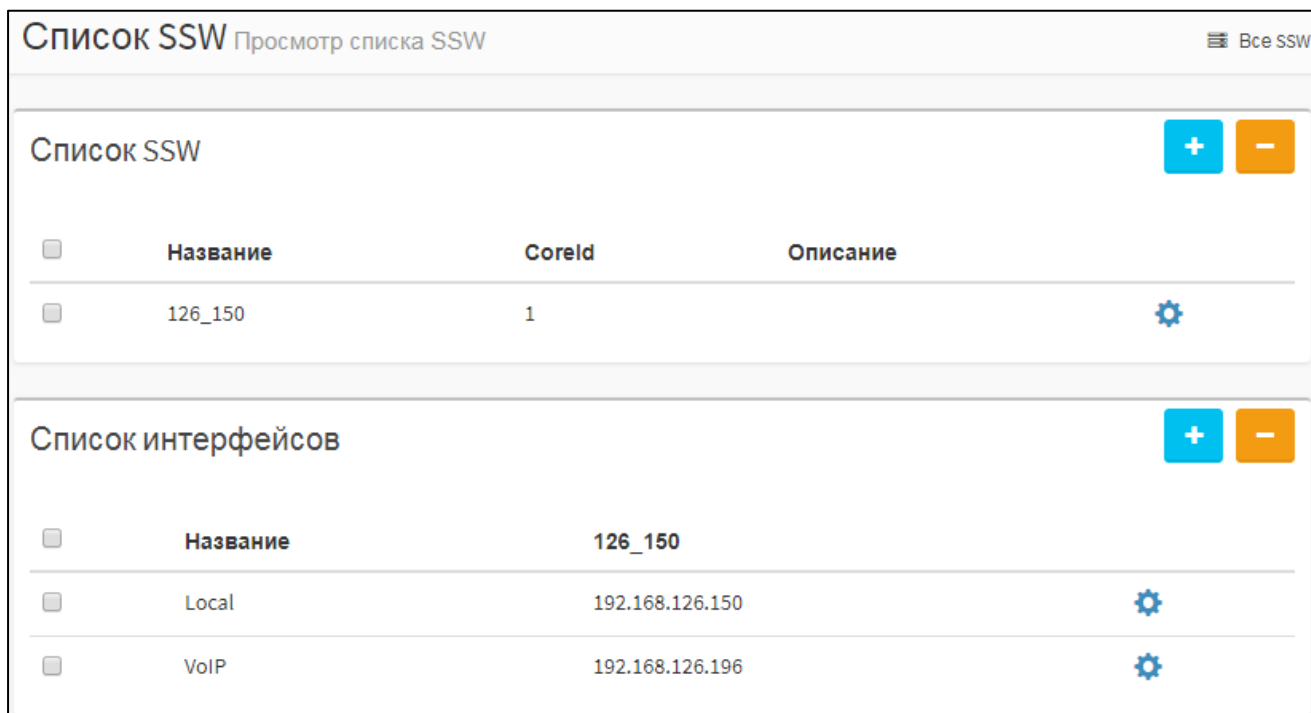 Список SSW Просмотр списка SSW Все SSW
Список SSW
Название CoreId Описание
126_150 1
Список интерфейсов
Название 126_150
Local 192.168.126.150
VoIP 192.168.126.196